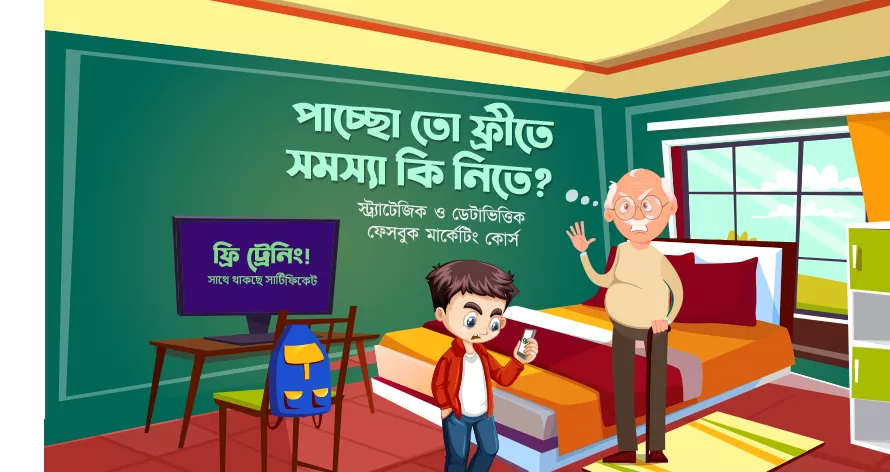 পাচ্ছো তো ফ্রীতে
সমস্যা কি নিতে?
স্ট্র্যাটেজিক ও ডেটাভিত্তিক
ফেসবুক মার্কেটিং কোর্স
ফ্রি ট্রেনিং!
সাথে থাকছে সার্টিফিকেট